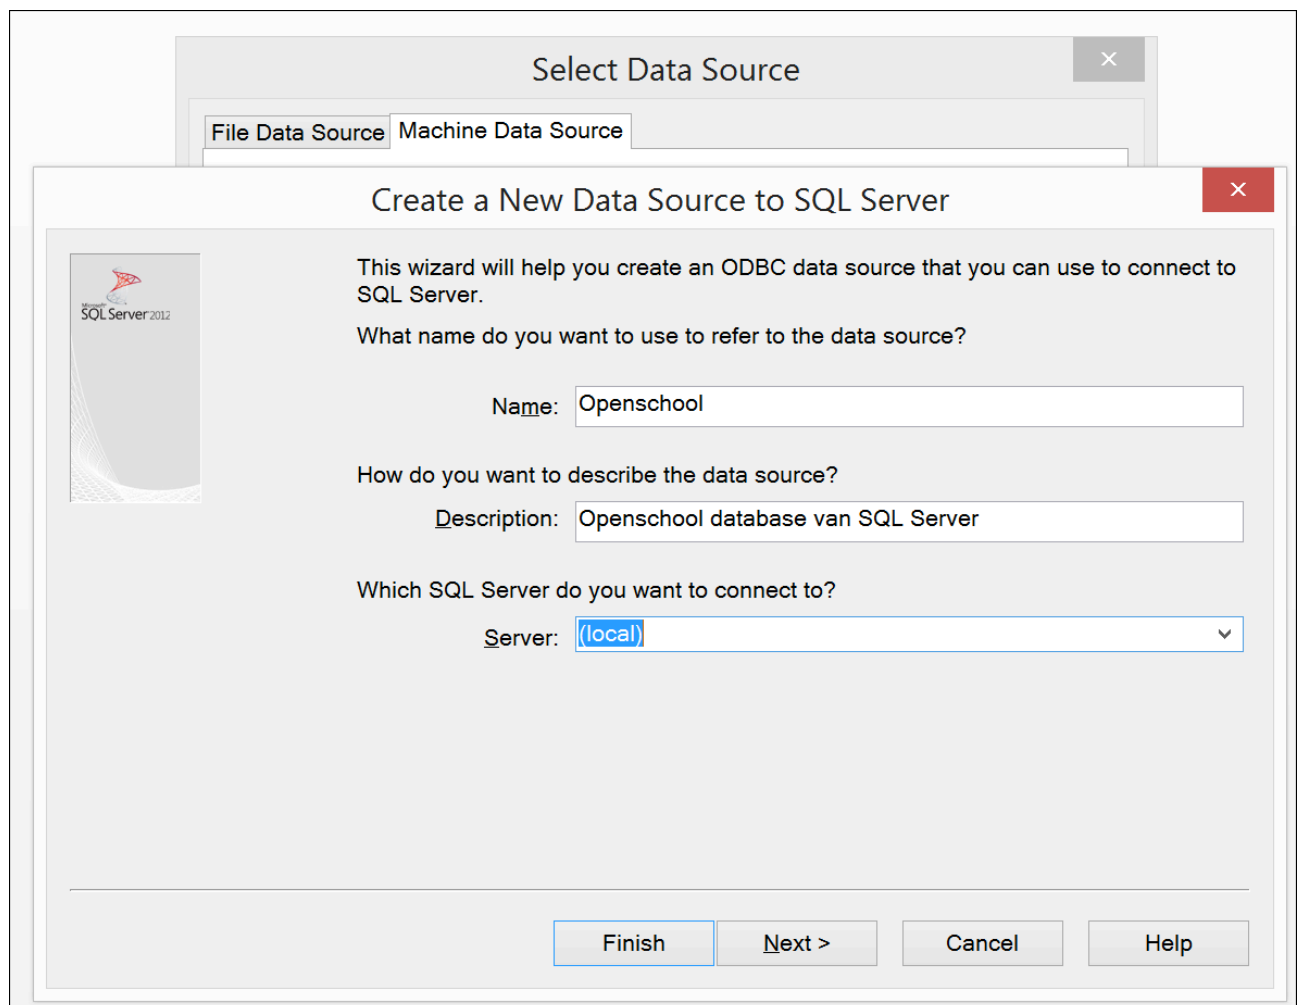 Select Data Source
File Data Source Machine Data Source
Create a New Data Source to SQL Server
This wizard will help you create an ODBC data source that you can use to connect to
SQL Server.
Microsoft
SQL Server 2012
What name do you want to use to refer to the data source?
Name: Openschool
How do you want to describe the data source?
Description: Openschool database van SQL Server
Which SQL Server do you want to connect to?
Server: (local)
Finish Next > Cancel Help